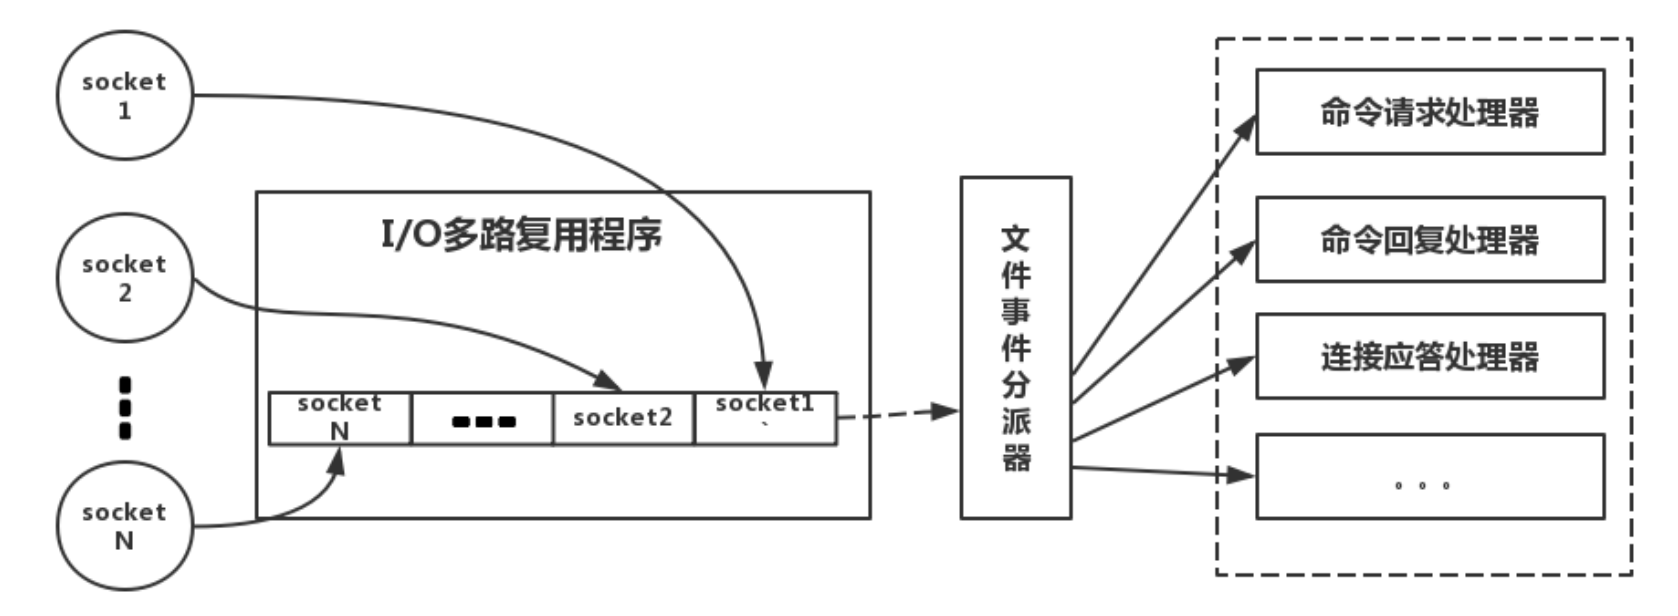 socket
1
socket
2
socket
N
I/O多路复用程序
socket
N
socket2
socket1
`
文
件
事
件
分
派
器
命令请求处理器
命令回复处理器
连接应答处理器
。。。